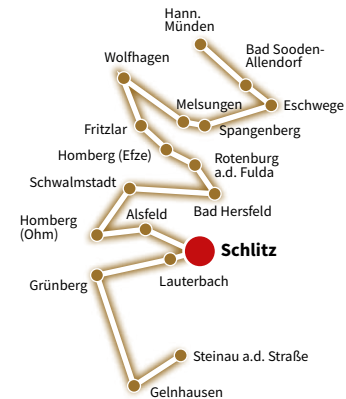 Hann.
Münden
Bad Sooden-
Allendorf
Wolfhagen
Melsungen
Eschwege
Spangenberg
Fritzlar
Homberg (Efze)
Rotenburg
a.d. Fulda
Schwalmstadt
Bad Hersfeld
Homberg
(Ohm)
Alsfeld
Schlitz
Lauterbach
Grünberg
Steinau a.d. Straße
Gelnhausen